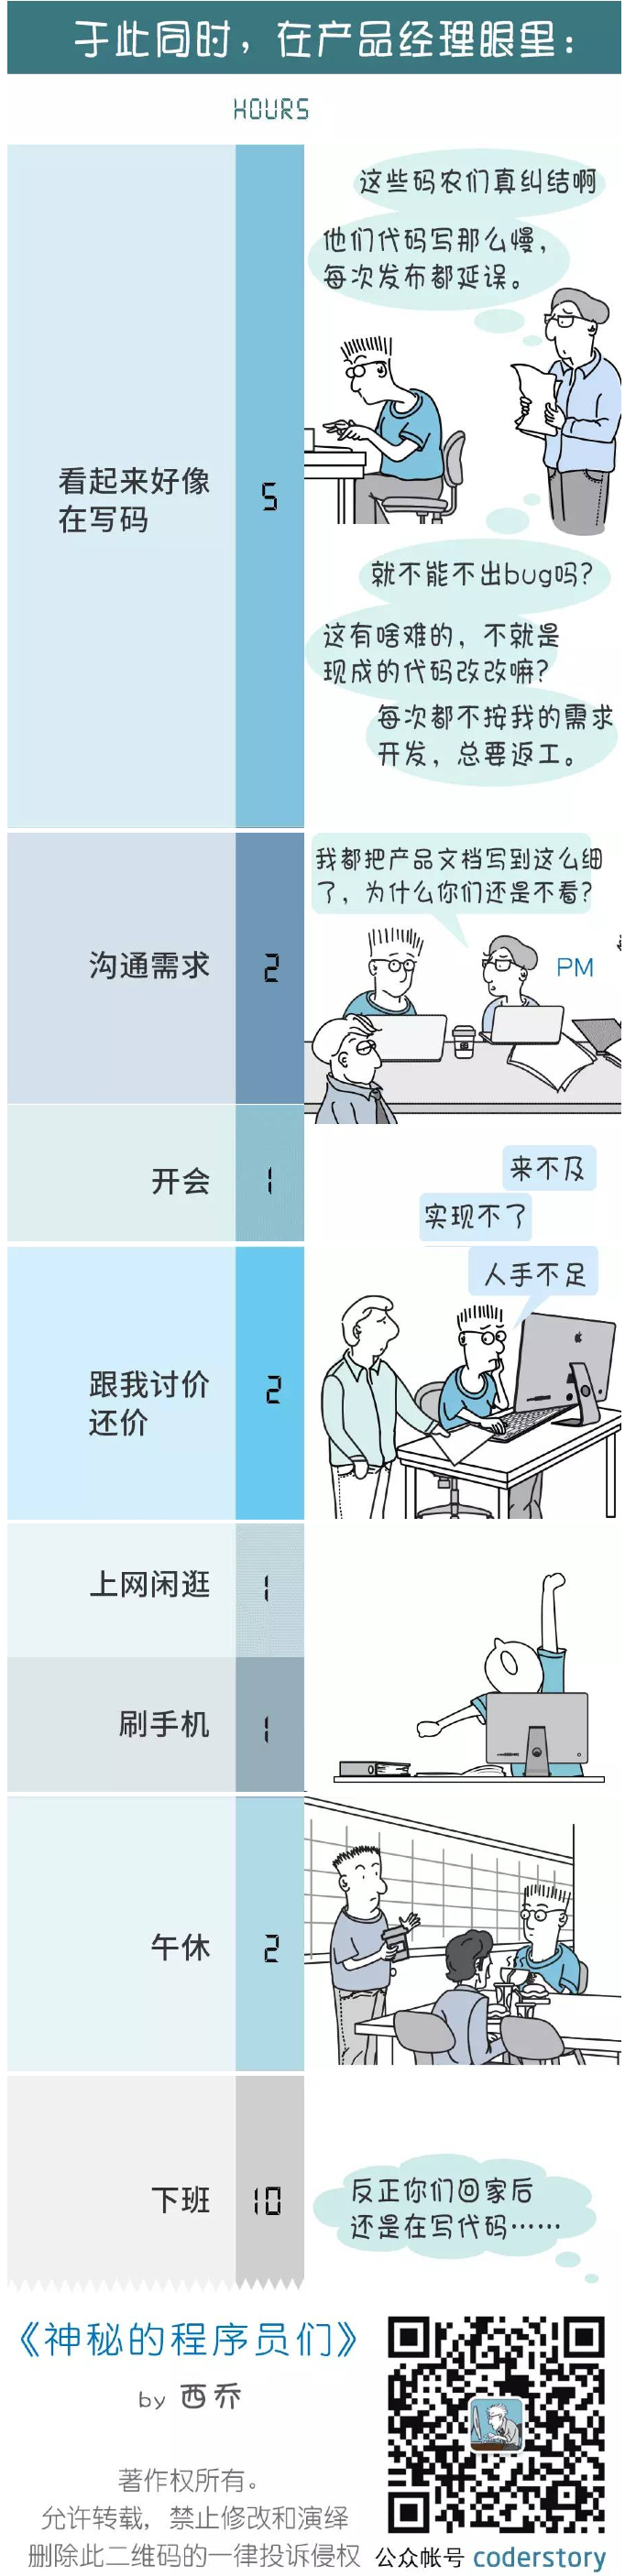 于此同时，在产品经理眼里：
HOURS
这些码农们真纠结啊
他们代码写那么慢，
每次发布都延误。
看起来好像
在写码
5
就不能不出bug吗？
这有啥难的，不就是
现成的代码改改嘛？
每次都不按我的需求
开发，总要返工。
我都把产品文档写到这么细
了，为什么你们还是不看？
沟通需求
2
PM
开会
1
来不及
实现不了
人手不足
跟我讨价
还价
2
上网闲逛
1
刷手机
1
午休
2
下班
10
反正你们回家后
还是在写代码……
《神秘的程序员们》
by 西乔
著作权所有。
允许转载，禁止修改和演绎
删除此二维码的一律投诉侵权
公众帐号 coderstory